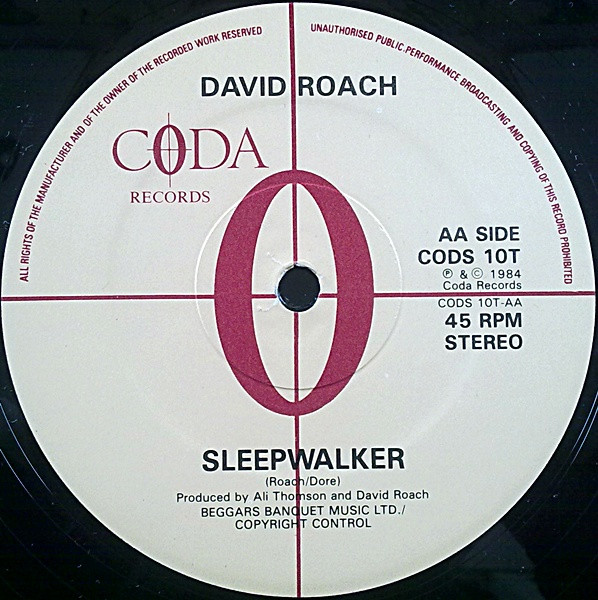 ALL RIGHTS OF THE MANUFACTURER AND OF THE OWNER OF THE RECORDED WORK RESERVED
UNAUTHORISED PUBLIC PERFORMANCE BROADCASTING AND COPYING OF THIS RECORD PROHIBITED
DAVID ROACH
CODA
RECORDS
AA SIDE
CODS 10T
℗ & © 1984
Coda Records
CODS 10T-AA
45 RPM
STEREO
SLEEPWALKER
(Roach/Dore)
Produced by Ali Thomson and David Roach
BEGGARS BANQUET MUSIC LTD./
COPYRIGHT CONTROL